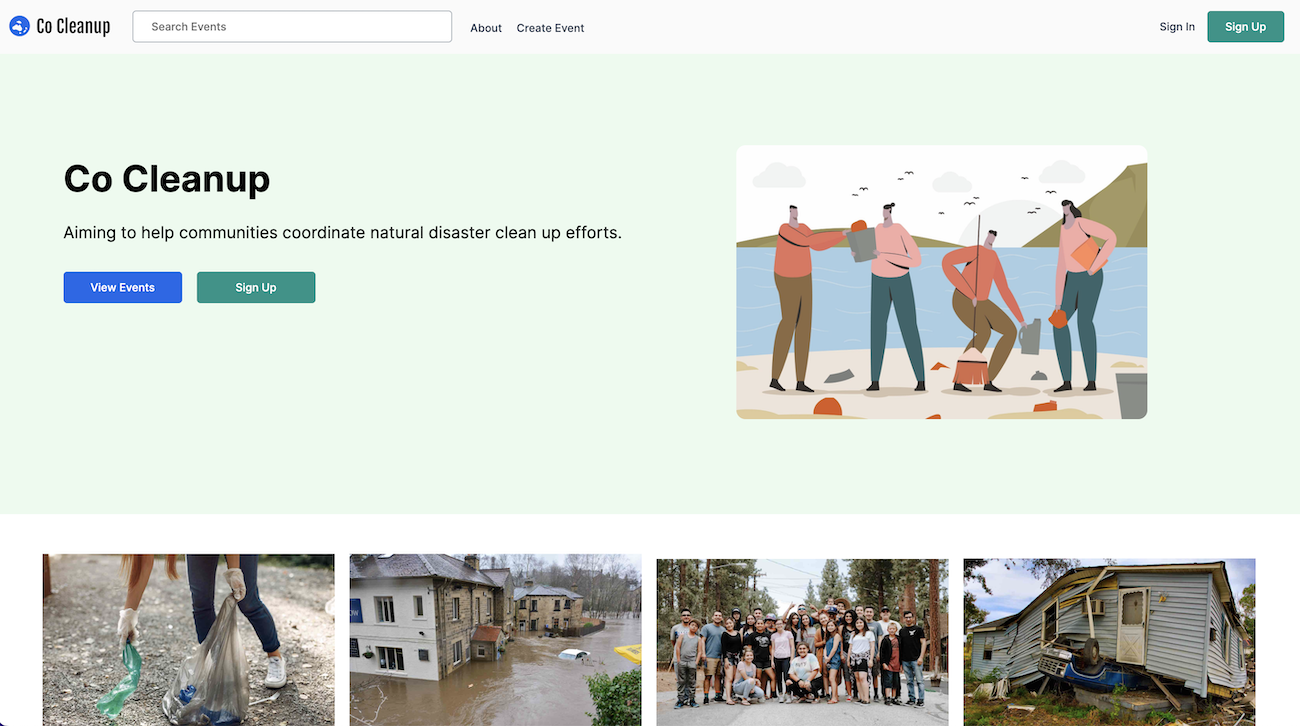 Co Cleanup
Search Events
About
Create Event
Sign In
Sign Up
Co Cleanup
Aiming to help communities coordinate natural disaster clean up efforts.
View Events
Sign Up